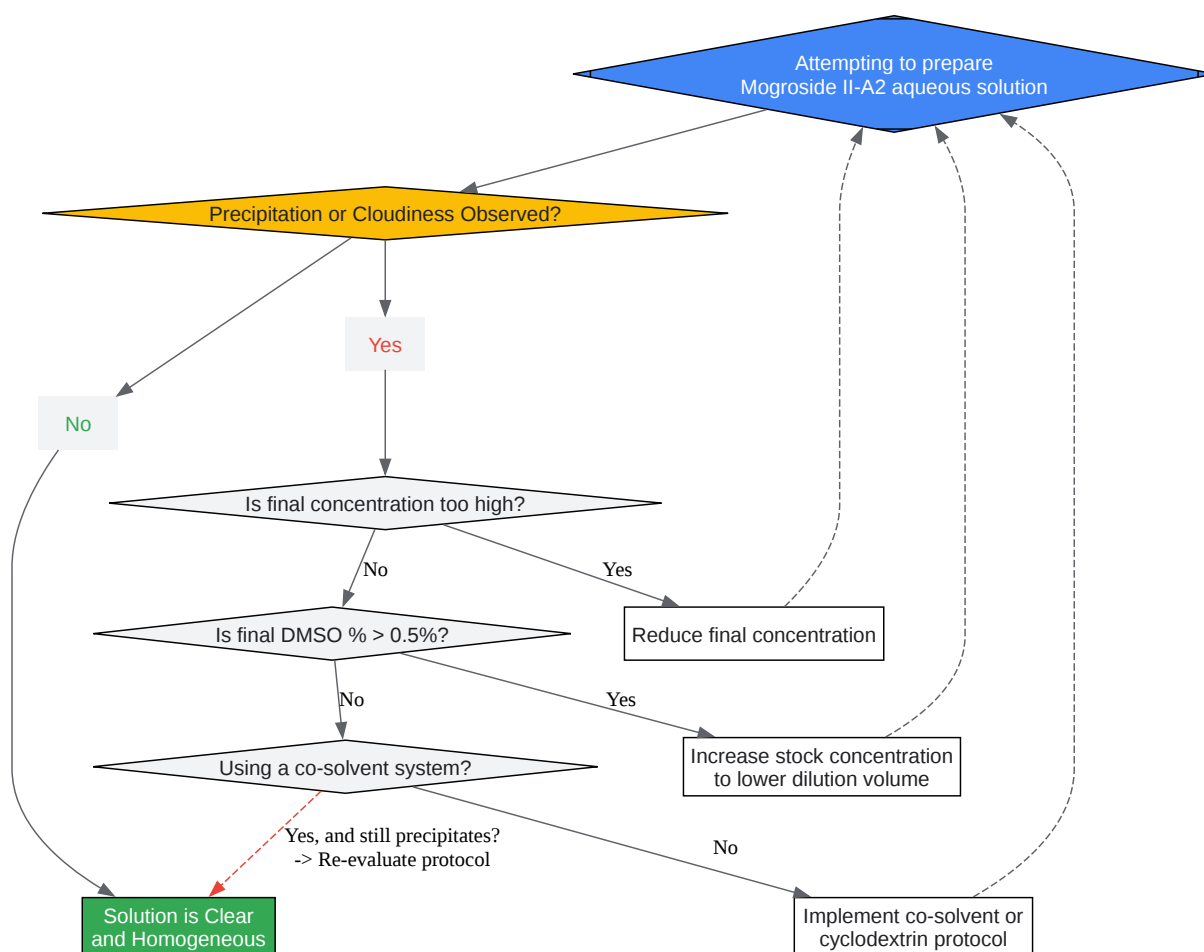 Attempting to prepare
Mogroside II-A2 aqueous solution
Precipitation or Cloudiness Observed?
Yes
No
Is final concentration too high?
No
Yes
Is final DMSO % > 0.5%?
Reduce final concentration
No
Yes
Using a co-solvent system?
Increase stock concentration
to lower dilution volume
Yes, and still precipitates?
-> Re-evaluate protocol
No
Solution is Clear
and Homogeneous
Implement co-solvent or
cyclodextrin protocol